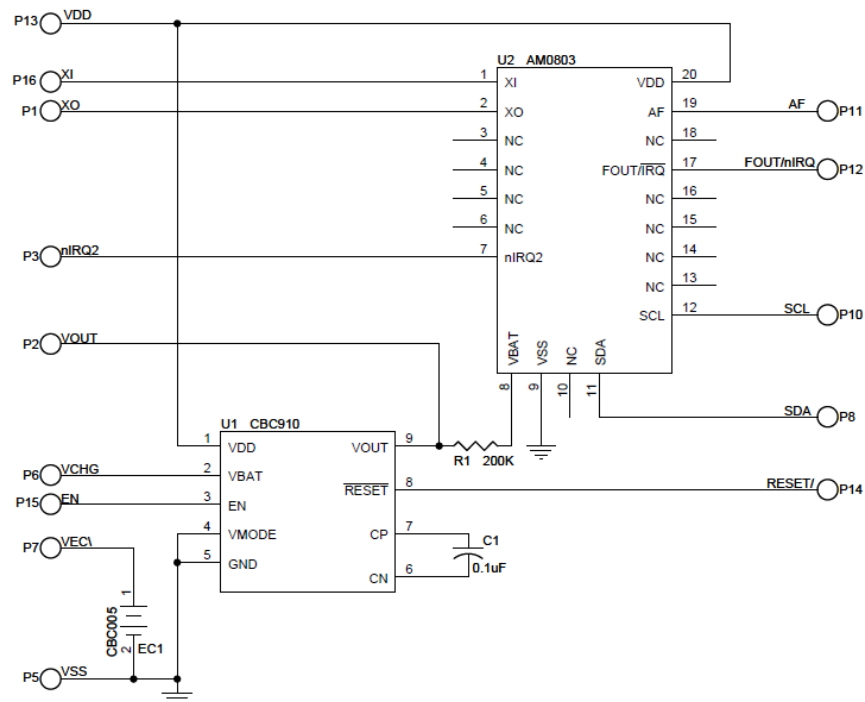 P13 VDD
U2 AM0803
P16 XI 1 XI VDD 20
P1 XO 2 XO AF 19 AF P11
3 NC NC 18
4 NC FOUT/IRQ 17 FOUT/nIRQ P12
5 NC NC 16
6 NC NC 15
P3 nIRQ2 7 nIRQ2 NC 14
NC 13
SCL 12 SCL P10
P2 VOUT
VBAT VSS NC SDA
8 9 10 11
SDA P8
U1 CBC910
1 VDD VOUT 9
R1 200K
P6 VCHG 2 VBAT
P15 EN 3 EN RESET 8 RESET/ P14
4 VMODE CP 7
P7 VEC\
C1
5 GND
0.1uF
CN 6
1
CBC005
2 EC1
P5 VSS